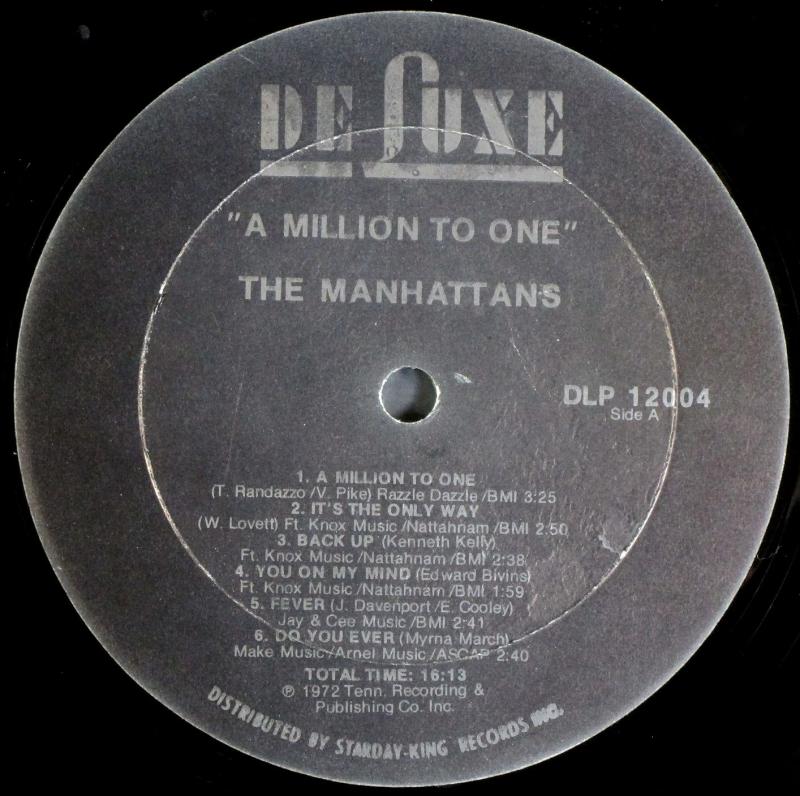 DE LUXE
"A MILLION TO ONE"
THE MANHATTANS
DLP 12004
Side A
1. A MILLION TO ONE
(T. Randazzo/V. Pike) Razzle Dazzle/BMI 3:25
2. IT'S THE ONLY WAY
(W. Lovett) Ft. Knox Music/Nattahnam/BMI 2:50
3. BACK UP (Kenneth Kelly)
Ft. Knox Music/Nattahnam/BMI 2:38
4. YOU ON MY MIND (Edward Bivins)
Ft. Knox Music/Nattahnam/BMI 1:59
5. FEVER (J. Davenport/E. Cooley)
Jay & Cee Music/BMI 2:41
6. DO YOU EVER (Myrna March)
Make Music/Arnel Music/ASCAP 2:40
TOTAL TIME: 16:13
℗ 1972 Tenn. Recording &
Publishing Co. Inc.
DISTRIBUTED BY STARDAY-KING RECORDS INC.